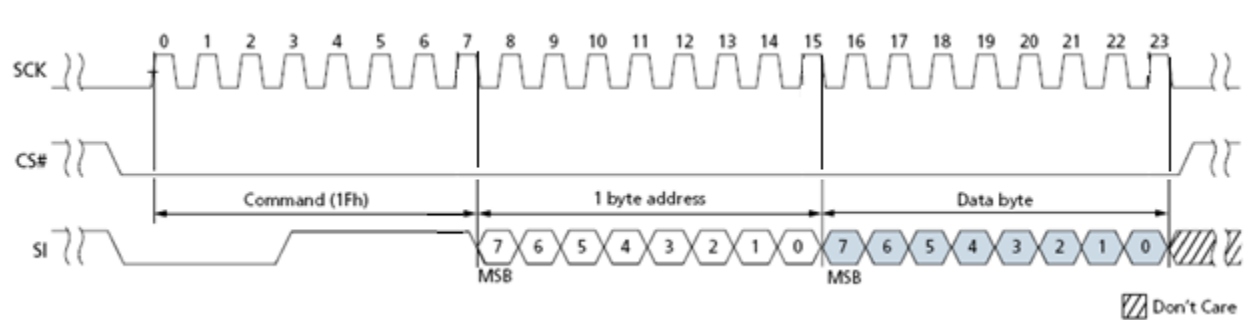 0 1 2 3 4 5 6 7 8 9 10 11 12 13 14 15 16 17 18 19 20 21 22 23
SCK
CS#
Command (1Fh) 1 byte address Data byte
SI 7 6 5 4 3 2 1 0 7 6 5 4 3 2 1 0
MSB MSB
Don't Care